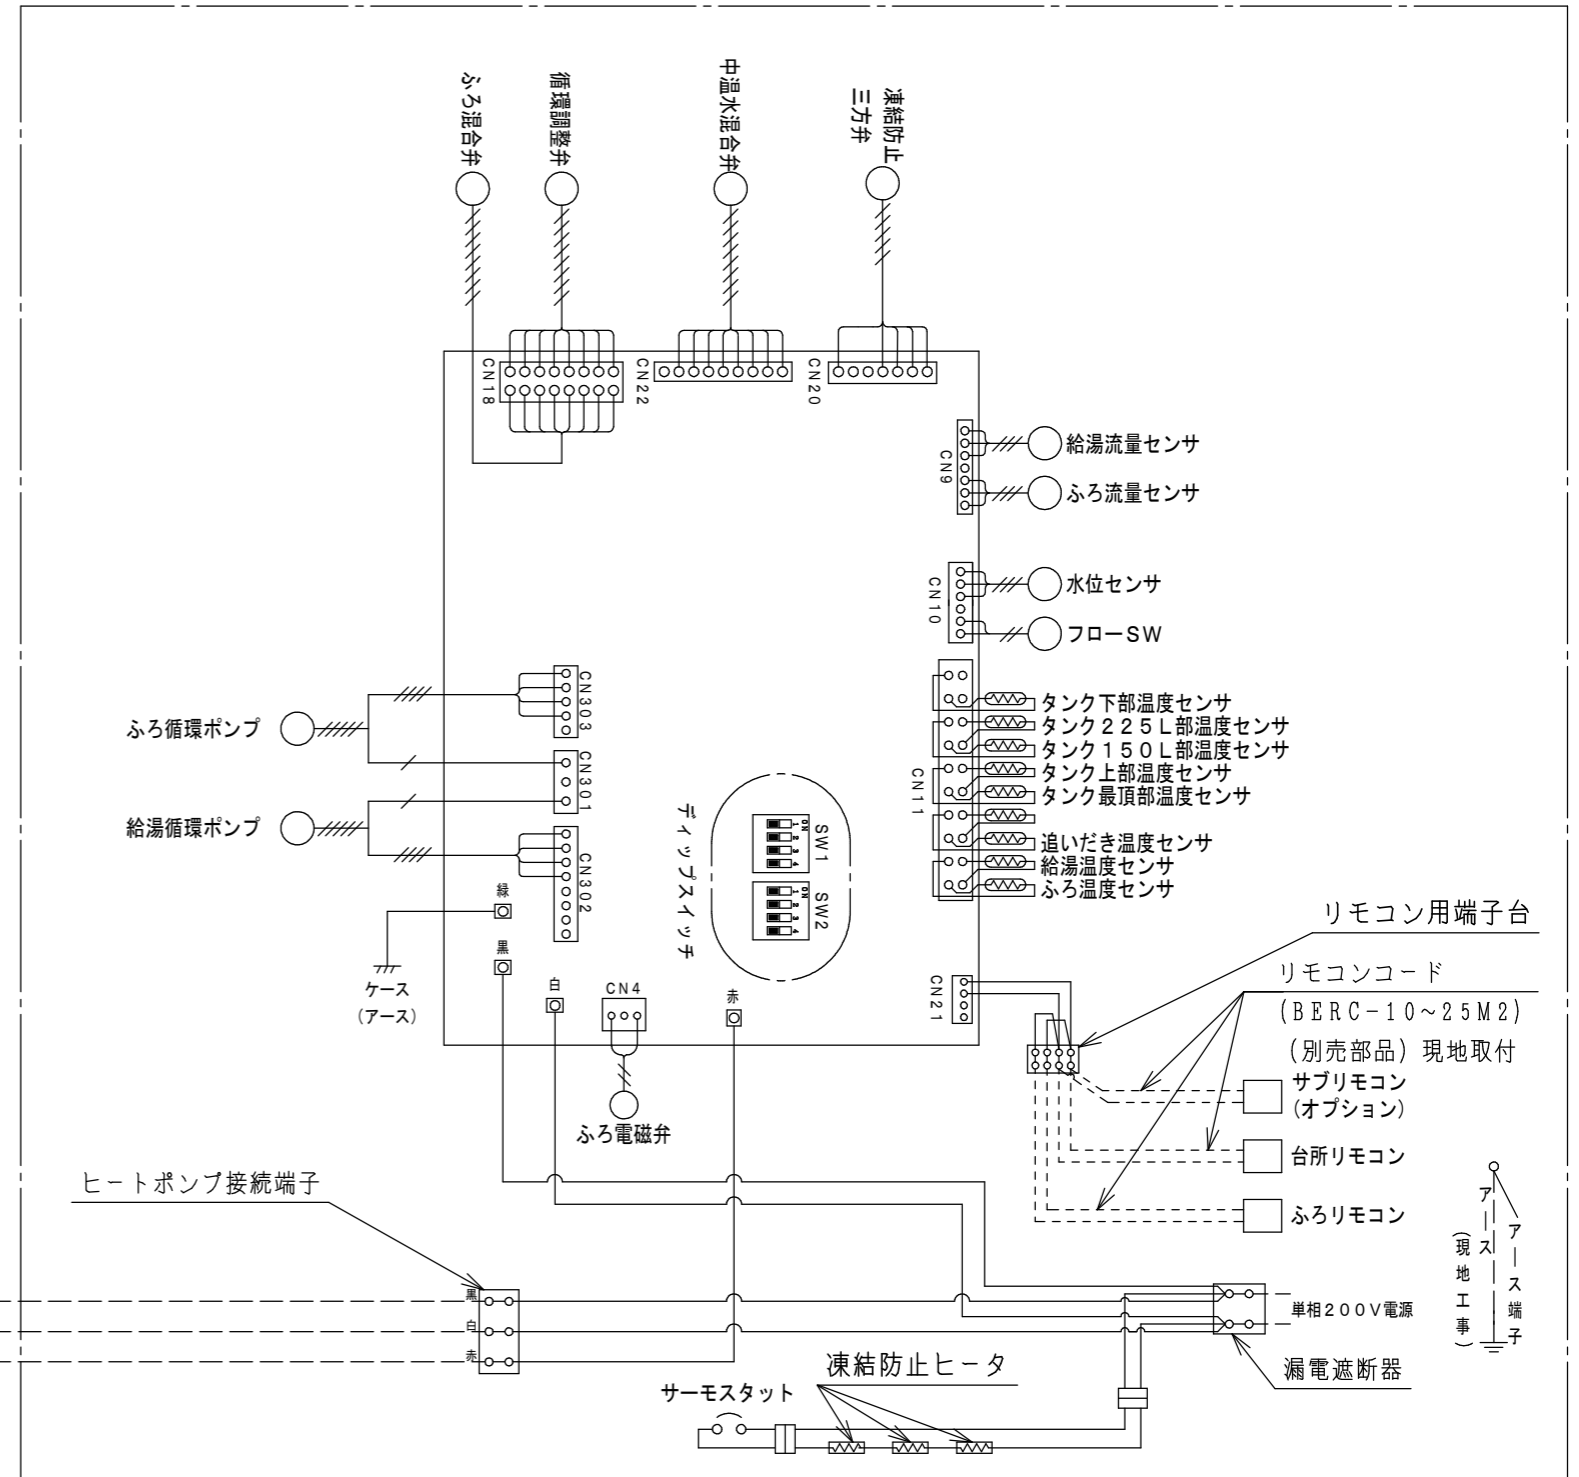 ふろ混合弁
循環調整弁
中温水混合弁
凍結防止
三方弁
CN18
CN22
CN20
CN9
給湯流量センサ
ふろ流量センサ
CN10
水位センサ
フローSW
CN11
タンク下部温度センサ
タンク225L部温度センサ
タンク150L部温度センサ
タンク上部温度センサ
タンク最頂部温度センサ
追いだき温度センサ
給湯温度センサ
ふろ温度センサ
ふろ循環ポンプ
給湯循環ポンプ
CN303
CN301
CN302
ディップスイッチ
SW1
ON
1
2
3
4
SW2
ON
1
2
3
4
緑
黒
白
CN4
赤
ケース
(アース)
ふろ電磁弁
CN21
リモコン用端子台
リモコンコード
(BERC-10~25M2)
(別売部品)現地取付
サブリモコン
(オプション)
台所リモコン
ふろリモコン
アース
(現地工事)
アース端子
ヒートポンプ接続端子
黒
白
赤
単相200V電源
漏電遮断器
凍結防止ヒータ
サーモスタット